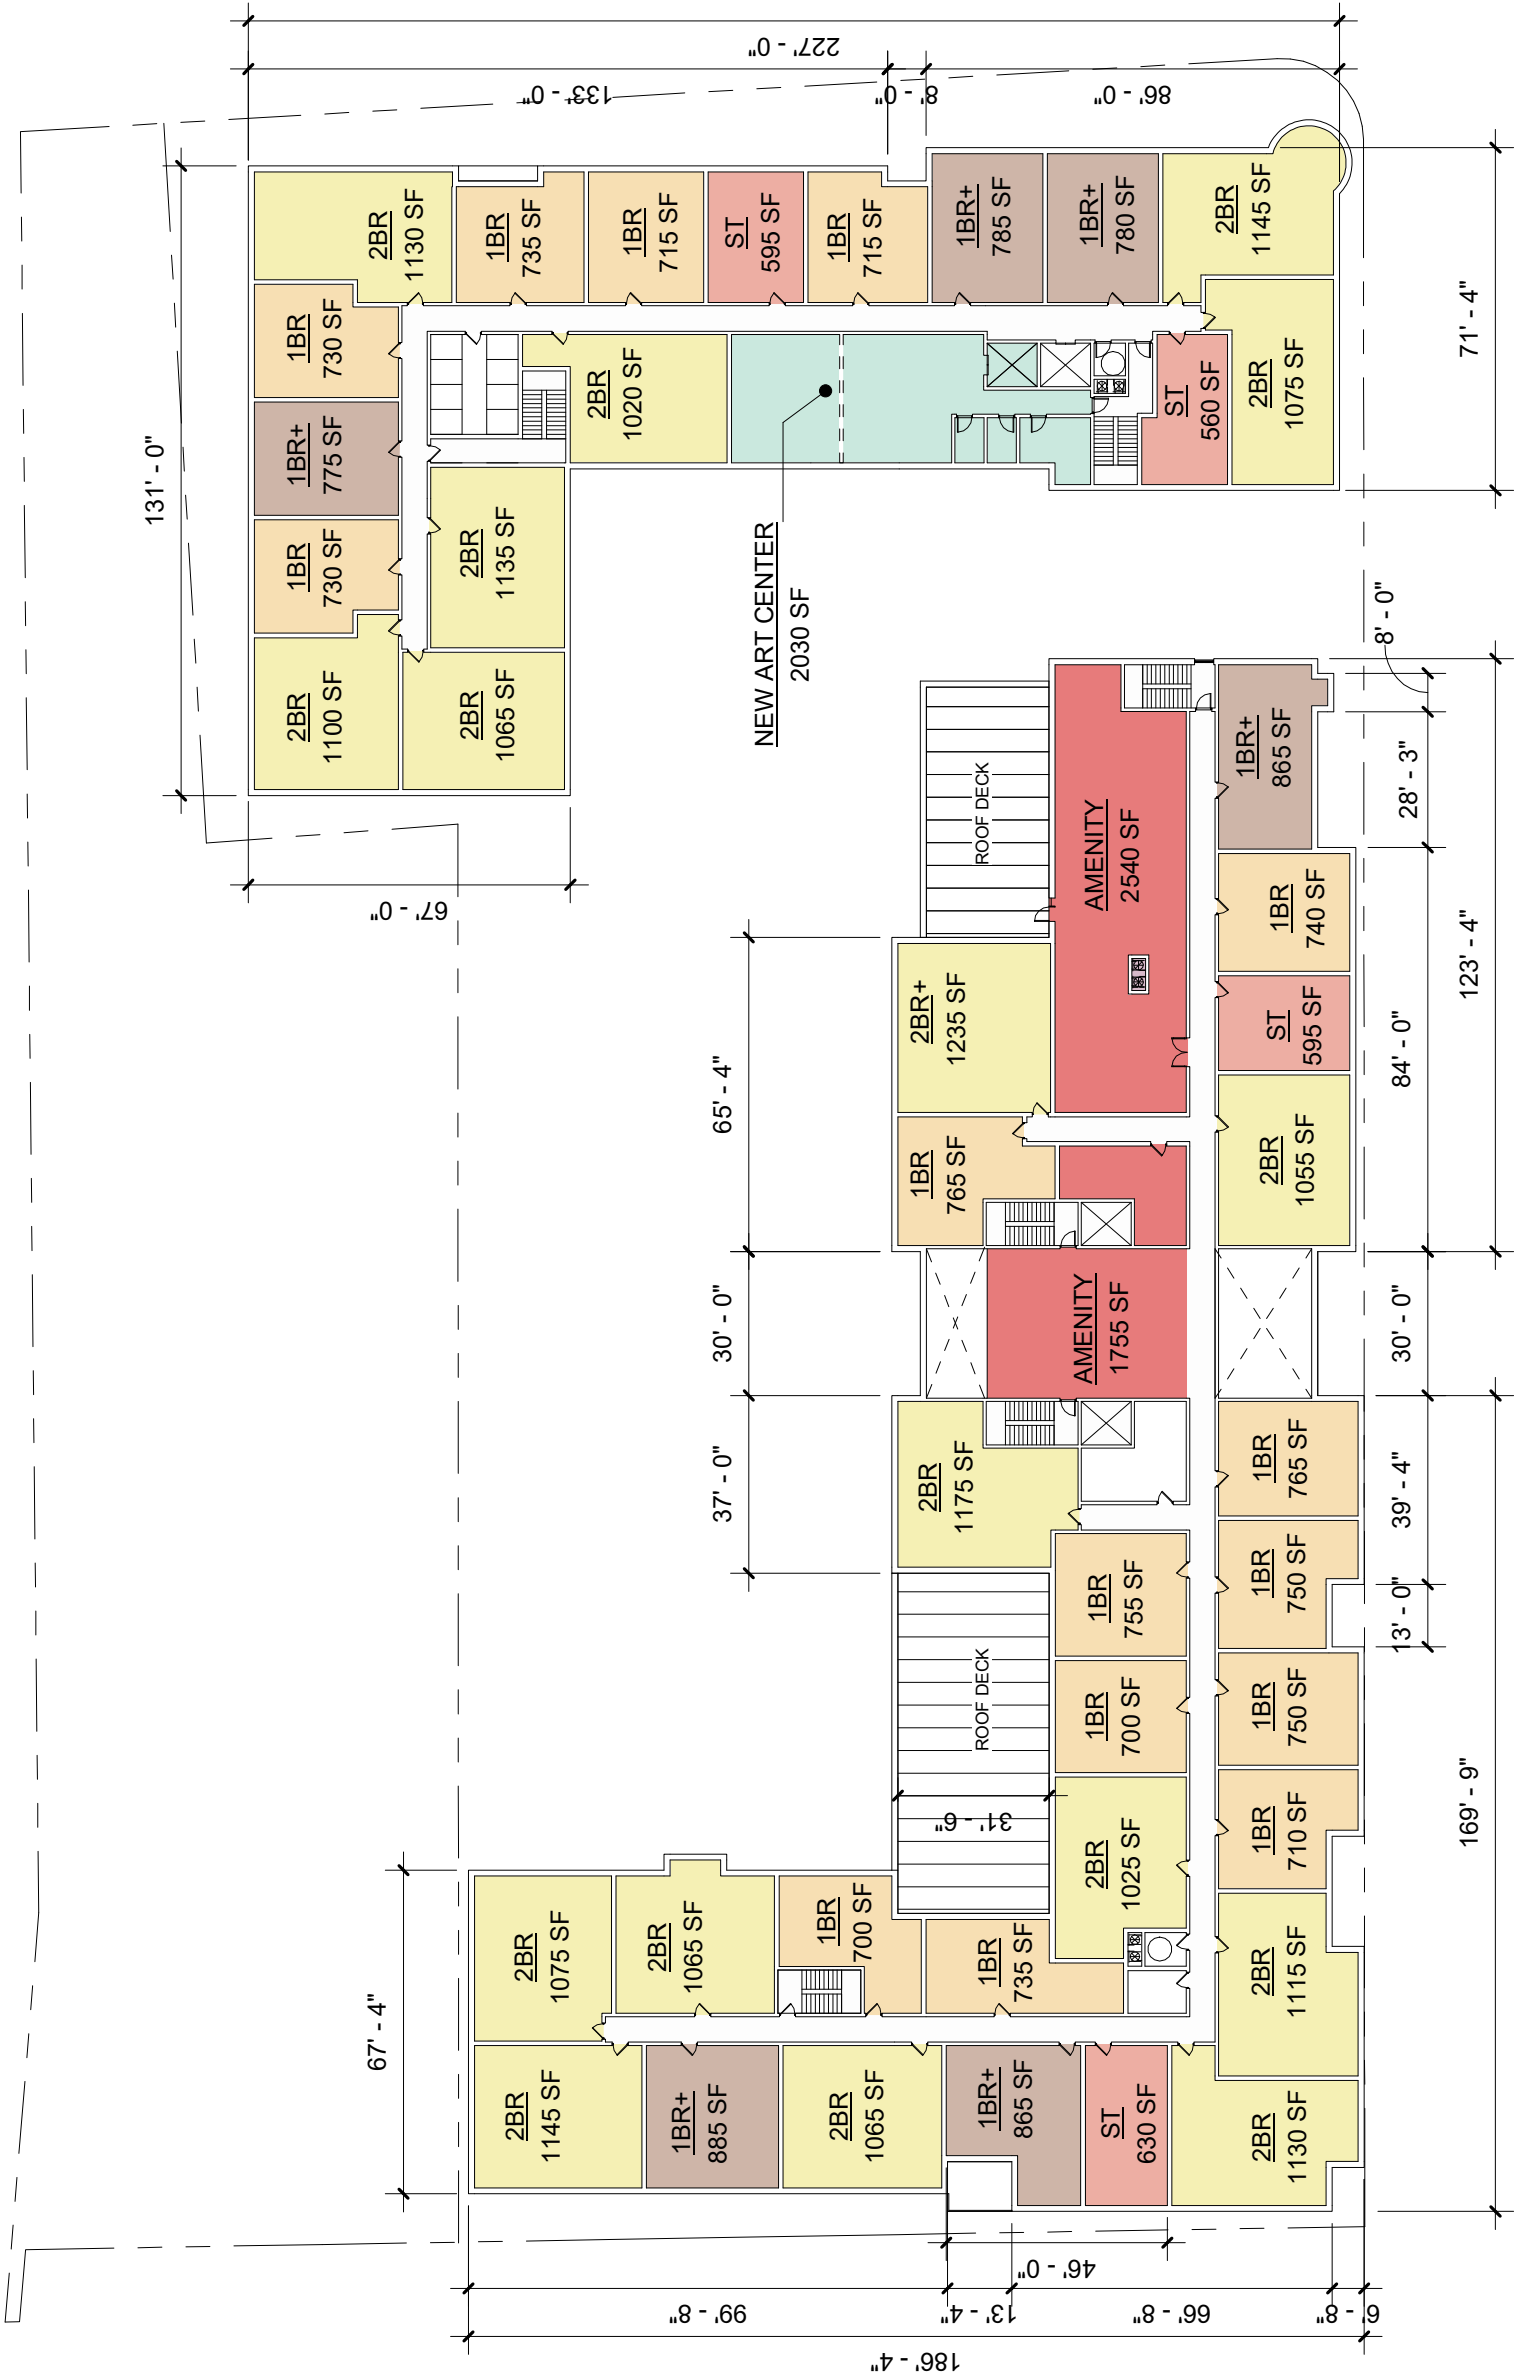 227' - 0"
133' - 0"
8' - 0"
86' - 0"
131' - 0"
2BR
1130 SF
1BR
735 SF
1BR
715 SF
ST
595 SF
1BR
715 SF
1BR+
785 SF
1BR+
780 SF
2BR
1145 SF
1BR
730 SF
1BR+
775 SF
1BR
730 SF
2BR
1100 SF
2BR
1065 SF
2BR
1135 SF
2BR
1020 SF
ST
560 SF
2BR
1075 SF
71' - 4"
67' - 0"
NEW ART CENTER
2030 SF
ROOF DECK
AMENITY
2540 SF
1BR+
865 SF
8' - 0"
28' - 3"
1BR
740 SF
ST
595 SF
2BR
1055 SF
84' - 0"
123' - 4"
2BR+
1235 SF
1BR
765 SF
65' - 4"
30' - 0"
AMENITY
1755 SF
30' - 0"
37' - 0"
2BR
1175 SF
1BR
765 SF
39' - 4"
1BR
750 SF
13' - 0"
1BR
755 SF
1BR
700 SF
ROOF DECK
31' - 6"
1BR
750 SF
1BR
710 SF
2BR
1025 SF
169' - 9"
67' - 4"
2BR
1075 SF
2BR
1065 SF
1BR
700 SF
1BR
735 SF
2BR
1115 SF
2BR
1145 SF
1BR+
885 SF
2BR
1065 SF
1BR+
865 SF
ST
630 SF
2BR
1130 SF
46' - 0"
99' - 8"
13' - 4"
66' - 8"
6' - 8"
186' - 4"